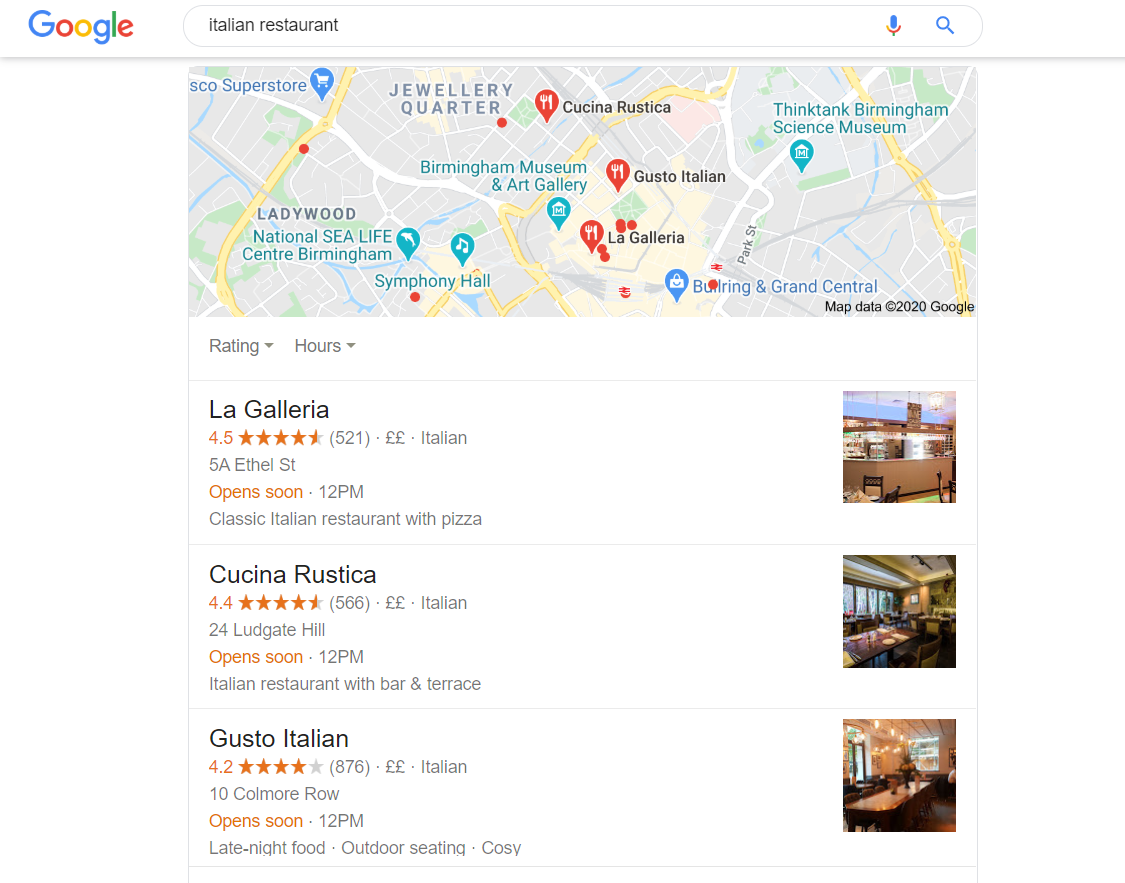 Google
italian restaurant
sco Superstore
JEWELLERY
QUARTER
Cucina Rustica
Thinktank Birmingham
Science Museum
Birmingham Museum
& Art Gallery
Gusto Italian
LADYWOOD
National SEA LIFE
Centre Birmingham
La Galleria
Park St
Symphony Hall
Bullring & Grand Central
Map data ©2020 Google
Rating Hours
La Galleria
4.5 ★★★★★ (521) · ££ · Italian
5A Ethel St
Opens soon · 12PM
Classic Italian restaurant with pizza
Cucina Rustica
4.4 ★★★★★ (566) · ££ · Italian
24 Ludgate Hill
Opens soon · 12PM
Italian restaurant with bar & terrace
Gusto Italian
4.2 ★★★★★ (876) · ££ · Italian
10 Colmore Row
Opens soon · 12PM
Late-night food · Outdoor seating · Cosy